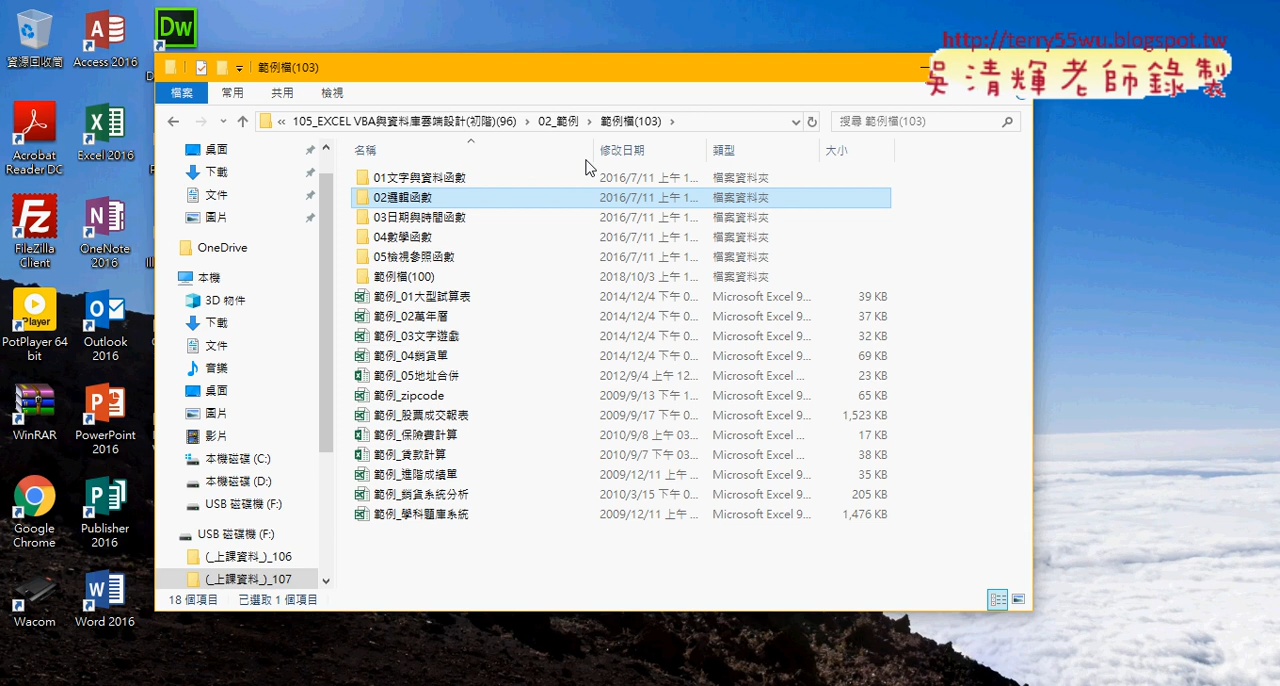 http://terry55wu.blogspot.tw
吳清輝老師錄製
資源回收筒
Access 2016
Dw
Acrobat Reader DC
Excel 2016
FileZilla Client
OneNote 2016
PotPlayer 64 bit
Outlook 2016
WinRAR
PowerPoint 2016
Google Chrome
Publisher 2016
Wacom
Word 2016
範例檔(103)
檔案 常用 共用 檢視
« 105_EXCEL VBA與資料庫雲端設計(初階)(96) › 02_範例 › 範例檔(103) ›
搜尋 範例檔(103)
桌面
下載
文件
圖片
OneDrive
本機
3D 物件
下載
文件
音樂
桌面
圖片
影片
本機磁碟 (C:)
本機磁碟 (D:)
USB 磁碟機 (F:)
USB 磁碟機 (F:)
(_上課資料_)_106
(_上課資料_)_107
名稱 修改日期 類型 大小
01文字與資料函數 2016/7/11 上午 1... 檔案資料夾
02邏輯函數 2016/7/11 上午 1... 檔案資料夾
03日期與時間函數 2016/7/11 上午 1... 檔案資料夾
04數學函數 2016/7/11 上午 1... 檔案資料夾
05檢視參照函數 2016/7/11 上午 1... 檔案資料夾
範例檔(100) 2018/10/3 上午 1... 檔案資料夾
範例_01大型試算表 2014/12/4 下午 0... Microsoft Excel 9... 39 KB
範例_02萬年曆 2014/12/4 下午 0... Microsoft Excel 9... 37 KB
範例_03文字遊戲 2014/12/4 下午 0... Microsoft Excel 9... 32 KB
範例_04銷貨單 2014/12/4 下午 0... Microsoft Excel 9... 69 KB
範例_05地址合併 2012/9/4 上午 12... Microsoft Excel ... 23 KB
範例_zipcode 2009/9/13 下午 1... Microsoft Excel 9... 65 KB
範例_股票成交報表 2009/9/17 下午 0... Microsoft Excel 9... 1,523 KB
範例_保險費計算 2010/9/8 上午 03... Microsoft Excel ... 17 KB
範例_貸款計算 2010/9/7 下午 03... Microsoft Excel ... 38 KB
範例_進階成績單 2009/12/11 上午 ... Microsoft Excel 9... 35 KB
範例_銷貨系統分析 2010/3/15 下午 0... Microsoft Excel 9... 205 KB
範例_學科題庫系統 2009/12/11 上午 ... Microsoft Excel 9... 1,476 KB
18 個項目 已選取 1 個項目